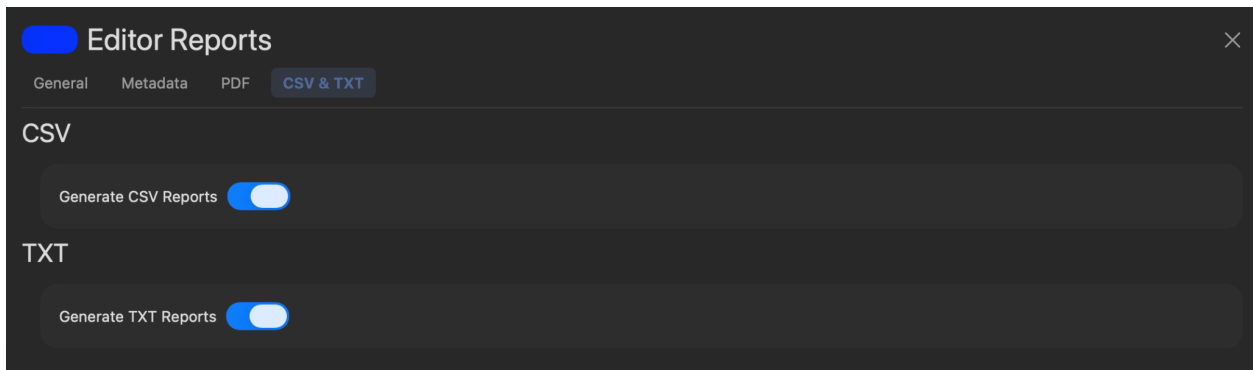 Editor Reports
General Metadata PDF CSV & TXT
CSV
Generate CSV Reports
TXT
Generate TXT Reports